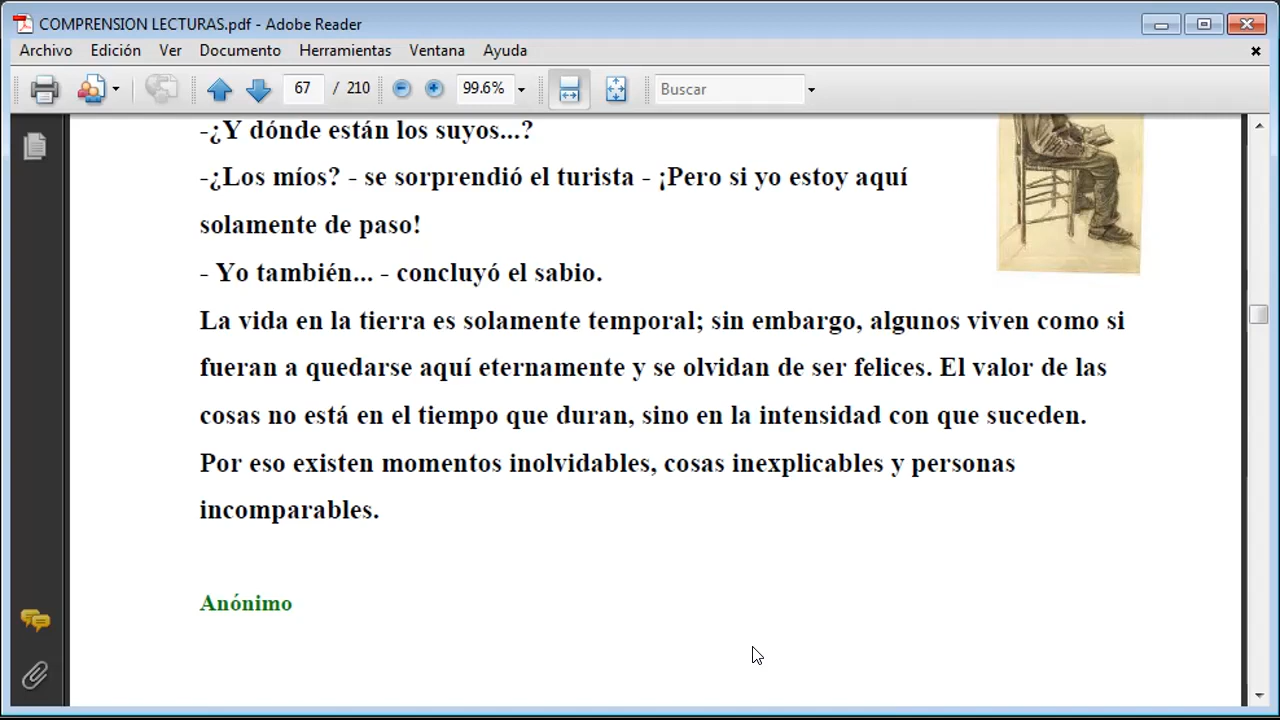 COMPRENSION LECTURAS.pdf - Adobe Reader
Archivo Edición Ver Documento Herramientas Ventana Ayuda
67 / 210 99.6% Buscar
-¿Y dónde están los suyos...?
-¿Los míos? - se sorprendió el turista - ¡Pero si yo estoy aquí
solamente de paso!
- Yo también... - concluyó el sabio.
La vida en la tierra es solamente temporal; sin embargo, algunos viven como si
fueran a quedarse aquí eternamente y se olvidan de ser felices. El valor de las
cosas no está en el tiempo que duran, sino en la intensidad con que suceden.
Por eso existen momentos inolvidables, cosas inexplicables y personas
incomparables.
Anónimo